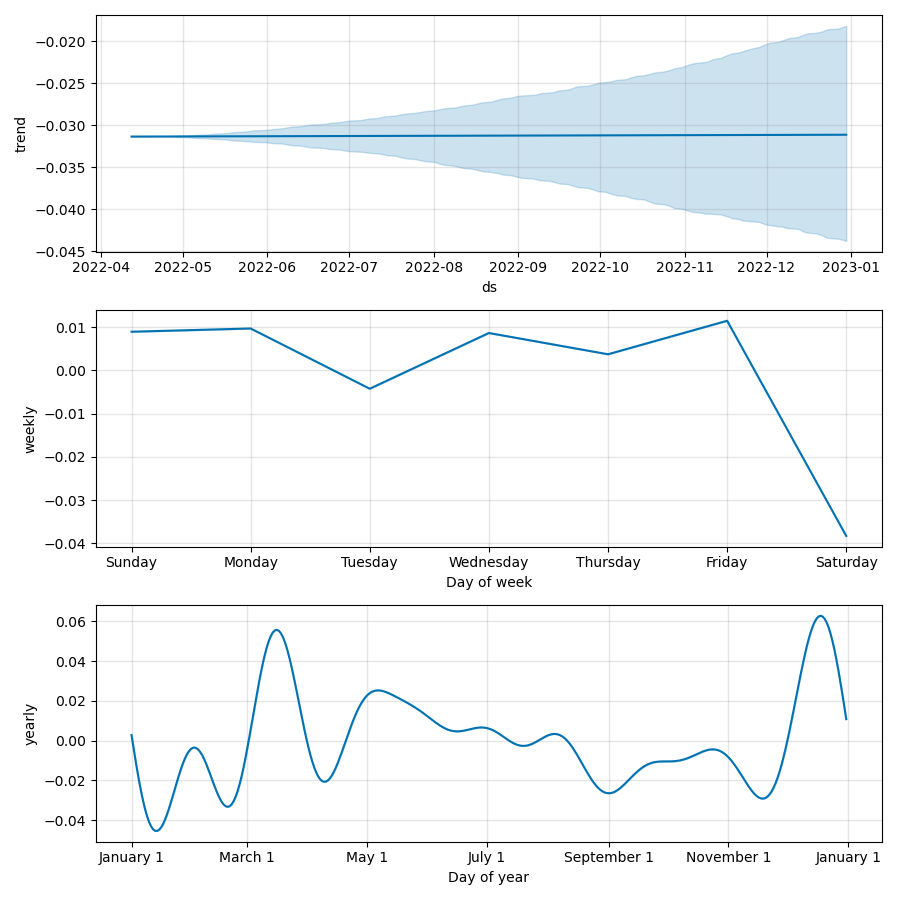 trend
−0.020
−0.025
−0.030
−0.035
−0.040
−0.045
2022-04 2022-05 2022-06 2022-07 2022-08 2022-09 2022-10 2022-11 2022-12 2023-01
ds
weekly
0.01
0.00
−0.01
−0.02
−0.03
−0.04
Sunday Monday Tuesday Wednesday Thursday Friday Saturday
Day of week
yearly
0.06
0.04
0.02
0.00
−0.02
−0.04
January 1 March 1 May 1 July 1 September 1 November 1 January 1
Day of year